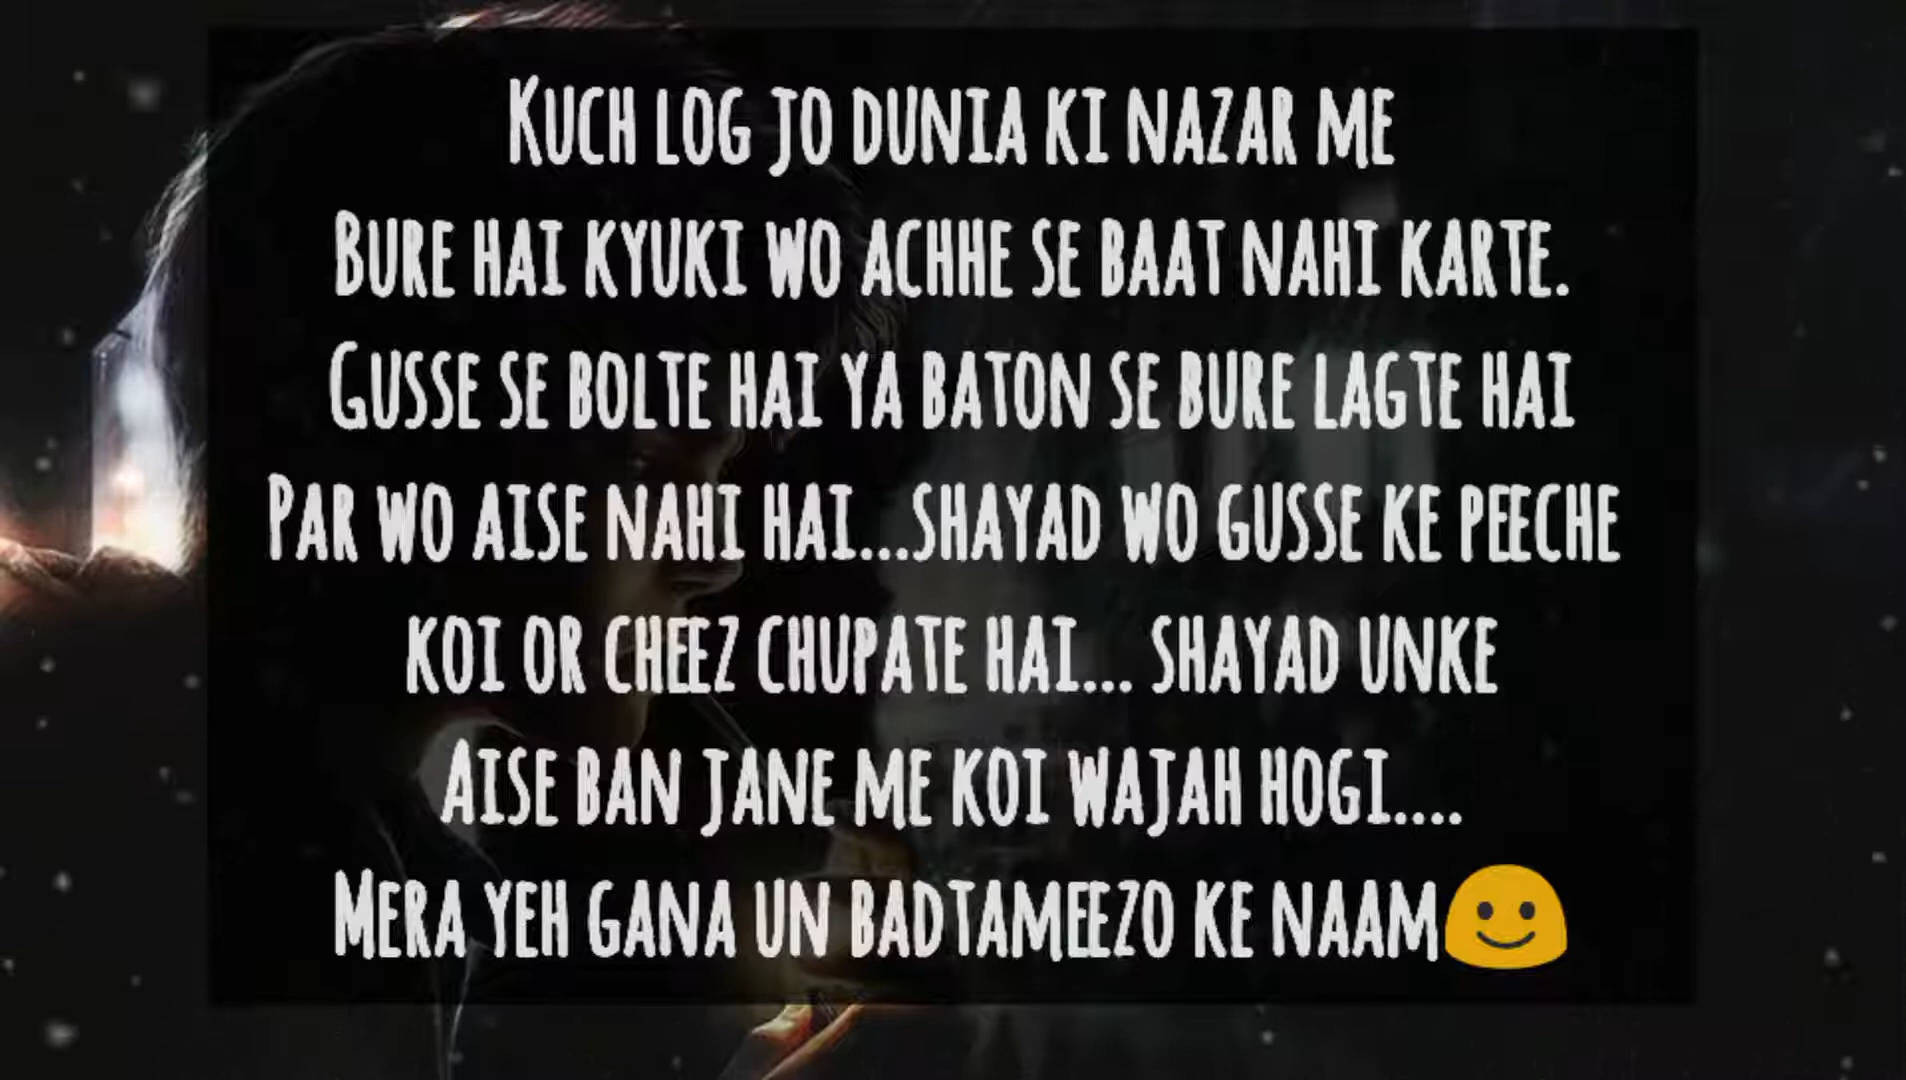 Kuch log jo dunia ki nazar me
Bure hai kyuki wo achhe se baat nahi karte.
Gusse se bolte hai ya baton se bure lagte hai
Par wo aise nahi hai...shayad wo gusse ke peeche
koi or cheez chupate hai... shayad unke
Aise ban jane me koi wajah hogi....
Mera yeh gana un badtameezo ke naam🙂